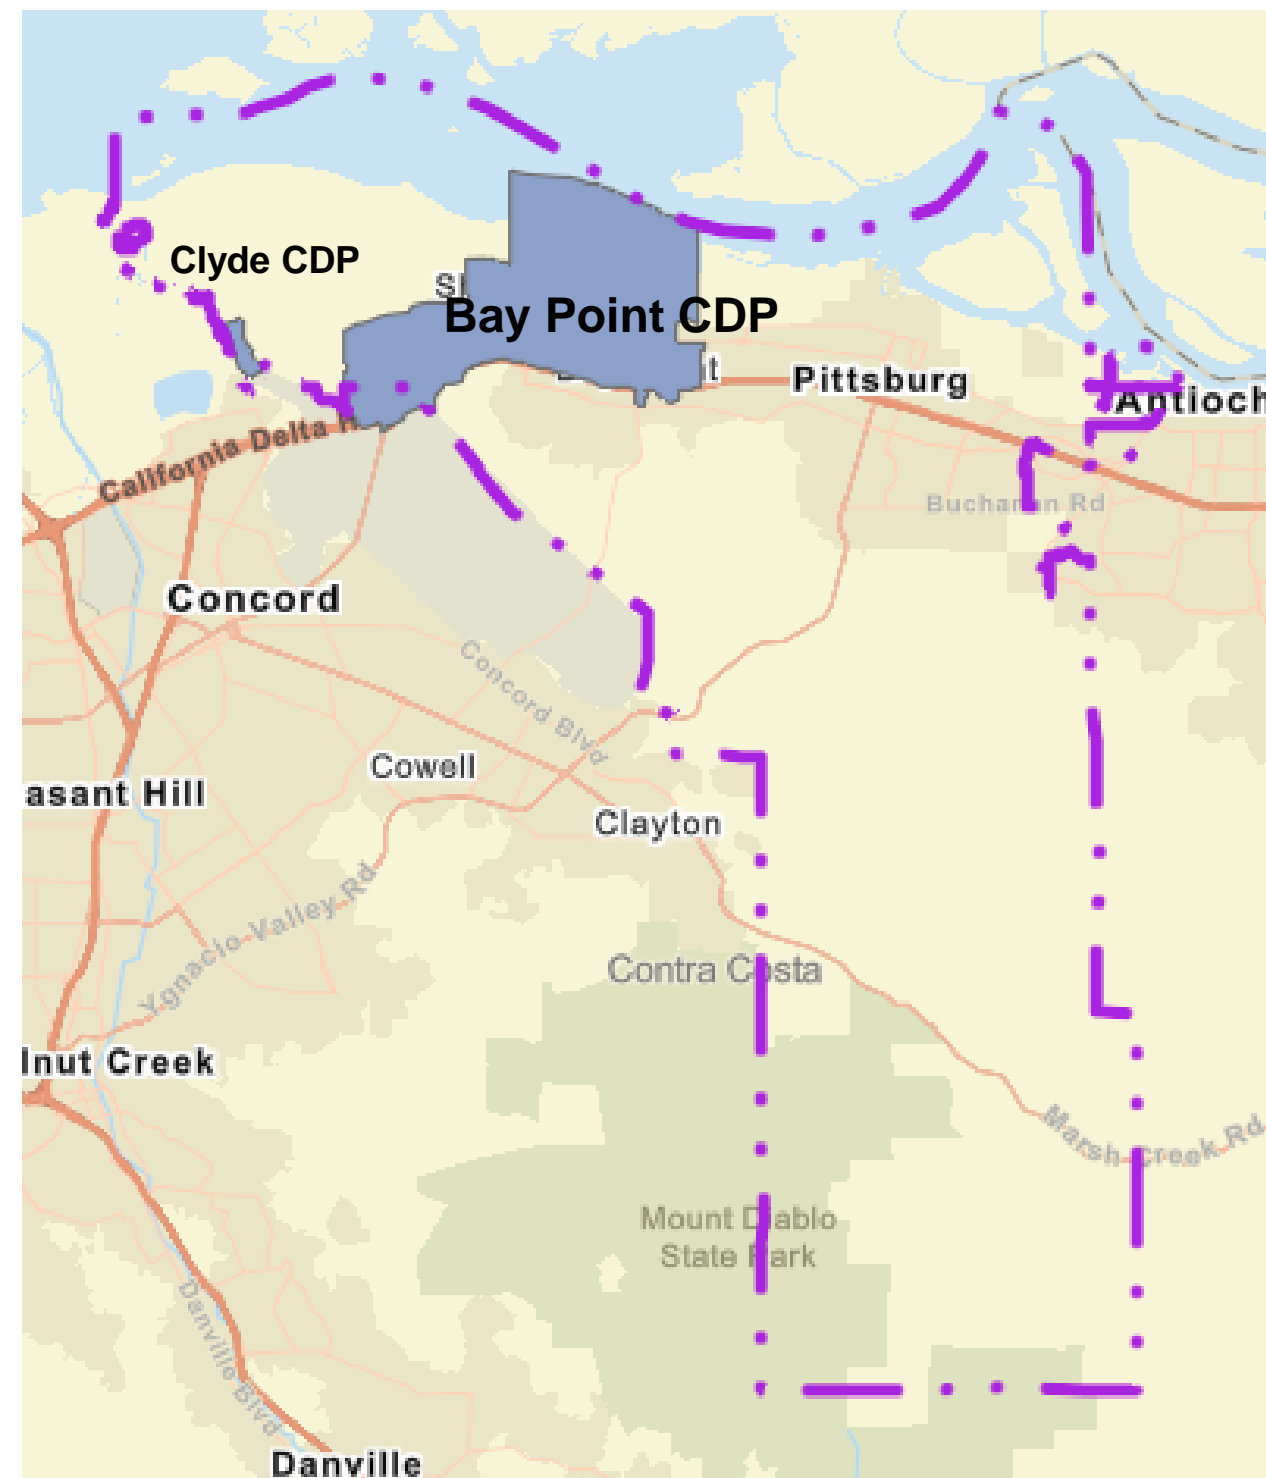 Clyde CDP
Bay Point CDP
Pittsburg
Antioch
California Delta H
Buchanan Rd
Concord
Concord Blvd
Cowell
asant Hill
Clayton
Ygnacio Valley Rd
Contra Costa
lnut Creek
Marsh Creek Rd
Mount Diablo
State Park
Danville Blvd
Danville